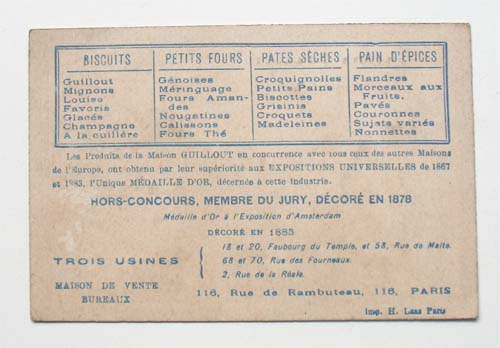 BISCUITS
Guillout
Mignons
Louise
Favoris
Glacés
Champagne
A la cuillère
PETITS FOURS
Génoises
Méringuage
Fours Aman-
des
Nougatines
Calissons
Fours Thé
PATES SÈCHES
Croquignolles
Petits Pains
Biscottes
Grisinis
Croquets
Madeleines
PAIN D'ÉPICES
Flandres
Morceaux aux
Fruits.
Pavés
Couronnes
Sujets variés
Nonnettes
Les Produits de la Maison GUILLOUT en concurrence avec tous ceux des autres Maisons
de l'Europe, ont obtenu par leur supériorité aux EXPOSITIONS UNIVERSELLES de 1867
et 1883, l'Unique MÉDAILLE D'OR, décernée à cette industrie.
HORS-CONCOURS, MEMBRE DU JURY, DÉCORÉ EN 1878
Médaille d'Or à l'Exposition d'Amsterdam
DÉCORÉ EN 1883
TROIS USINES
18 et 20, Faubourg du Temple, et 58, Rue de Malte.
68 et 70, Rue des Fourneaux.
2, Rue de la Réale.
MAISON DE VENTE
BUREAUX
116, Rue de Rambuteau, 116, PARIS
Imp. H. Laas Paris